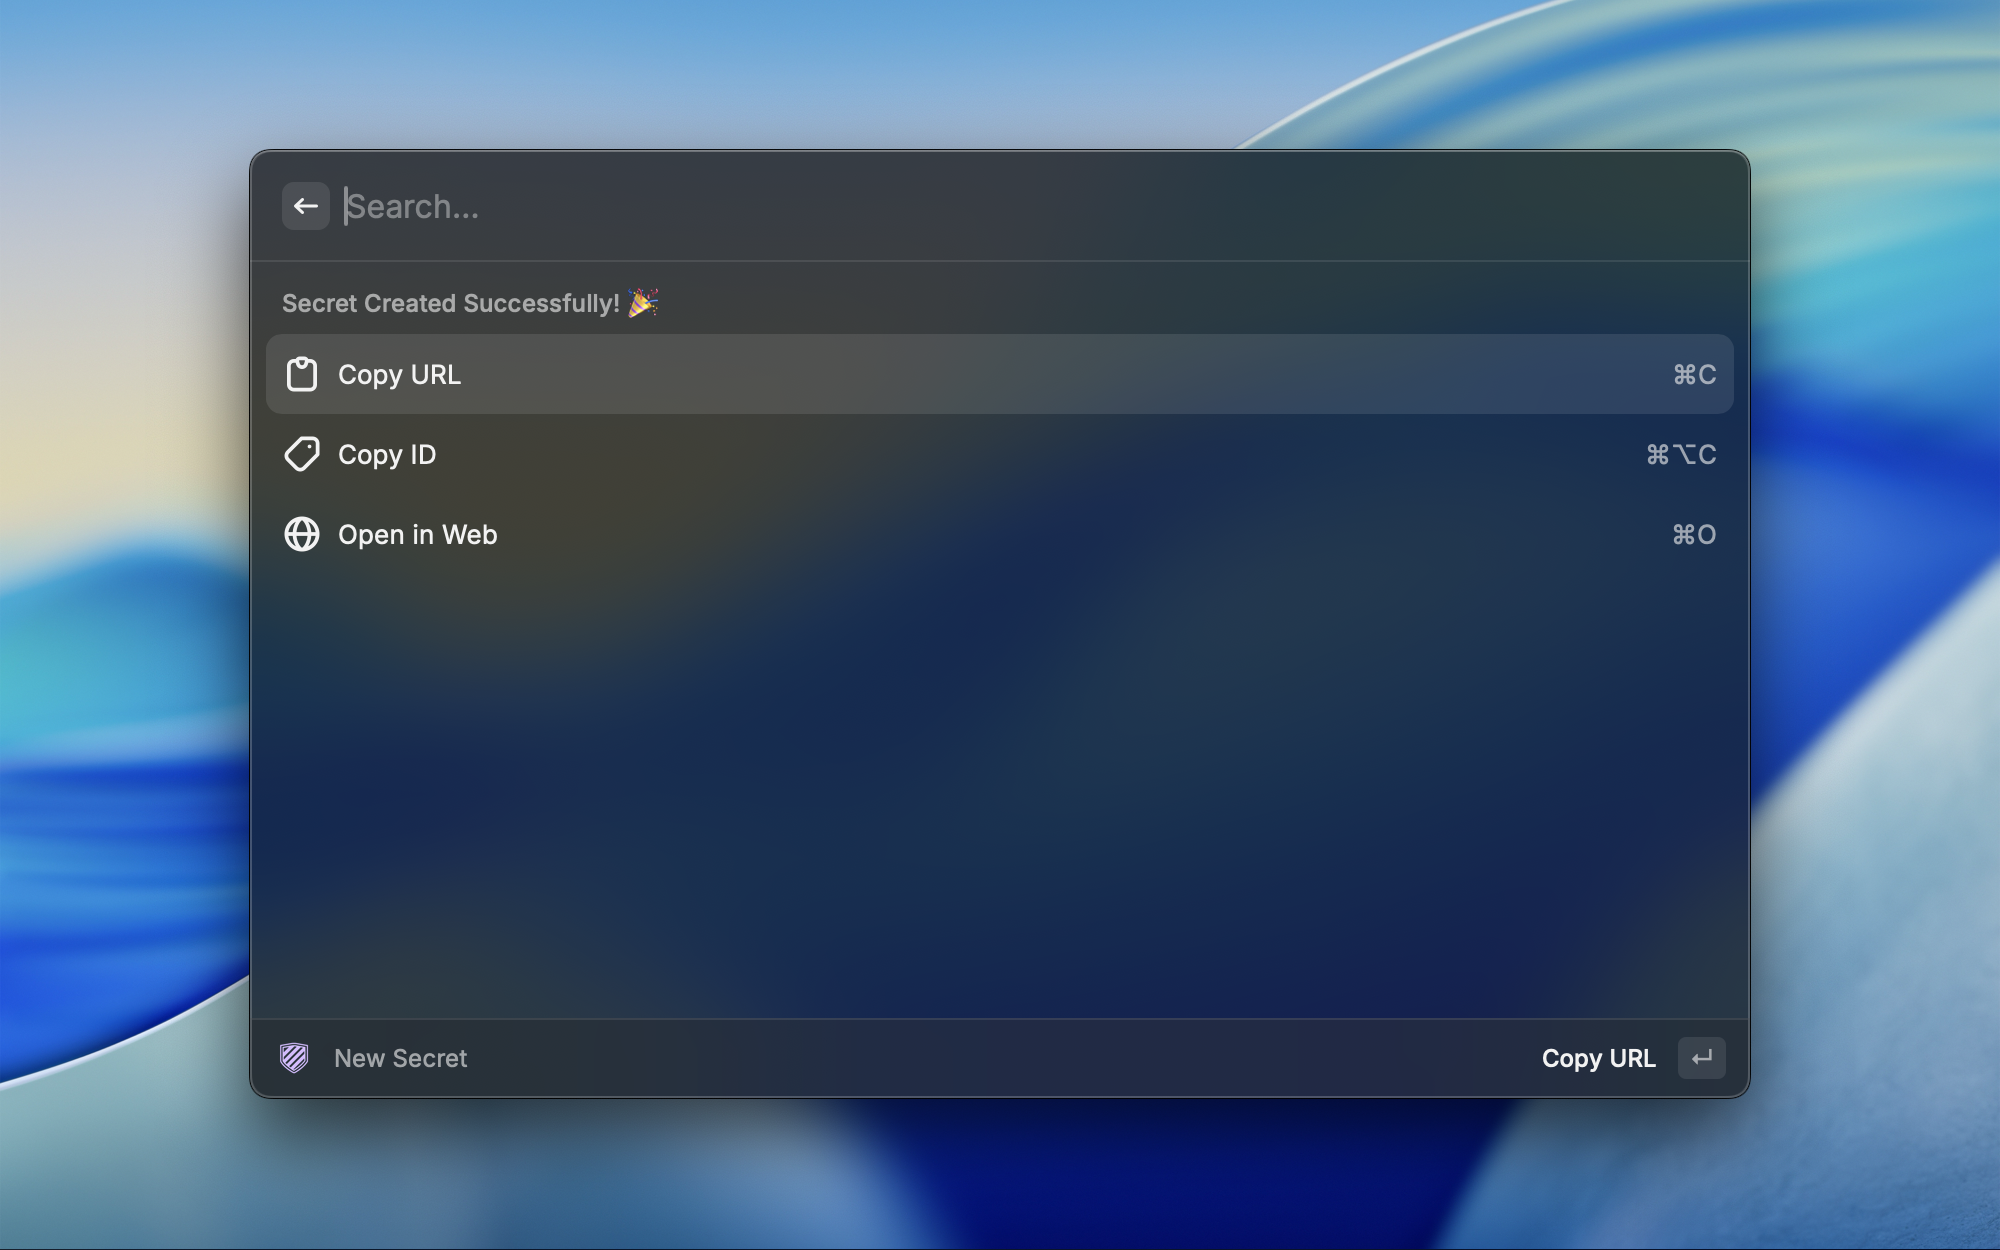 Search...
Secret Created Successfully! 🎉
Copy URL ⌘C
Copy ID ⌘⌥C
Open in Web ⌘O
New Secret Copy URL ↵